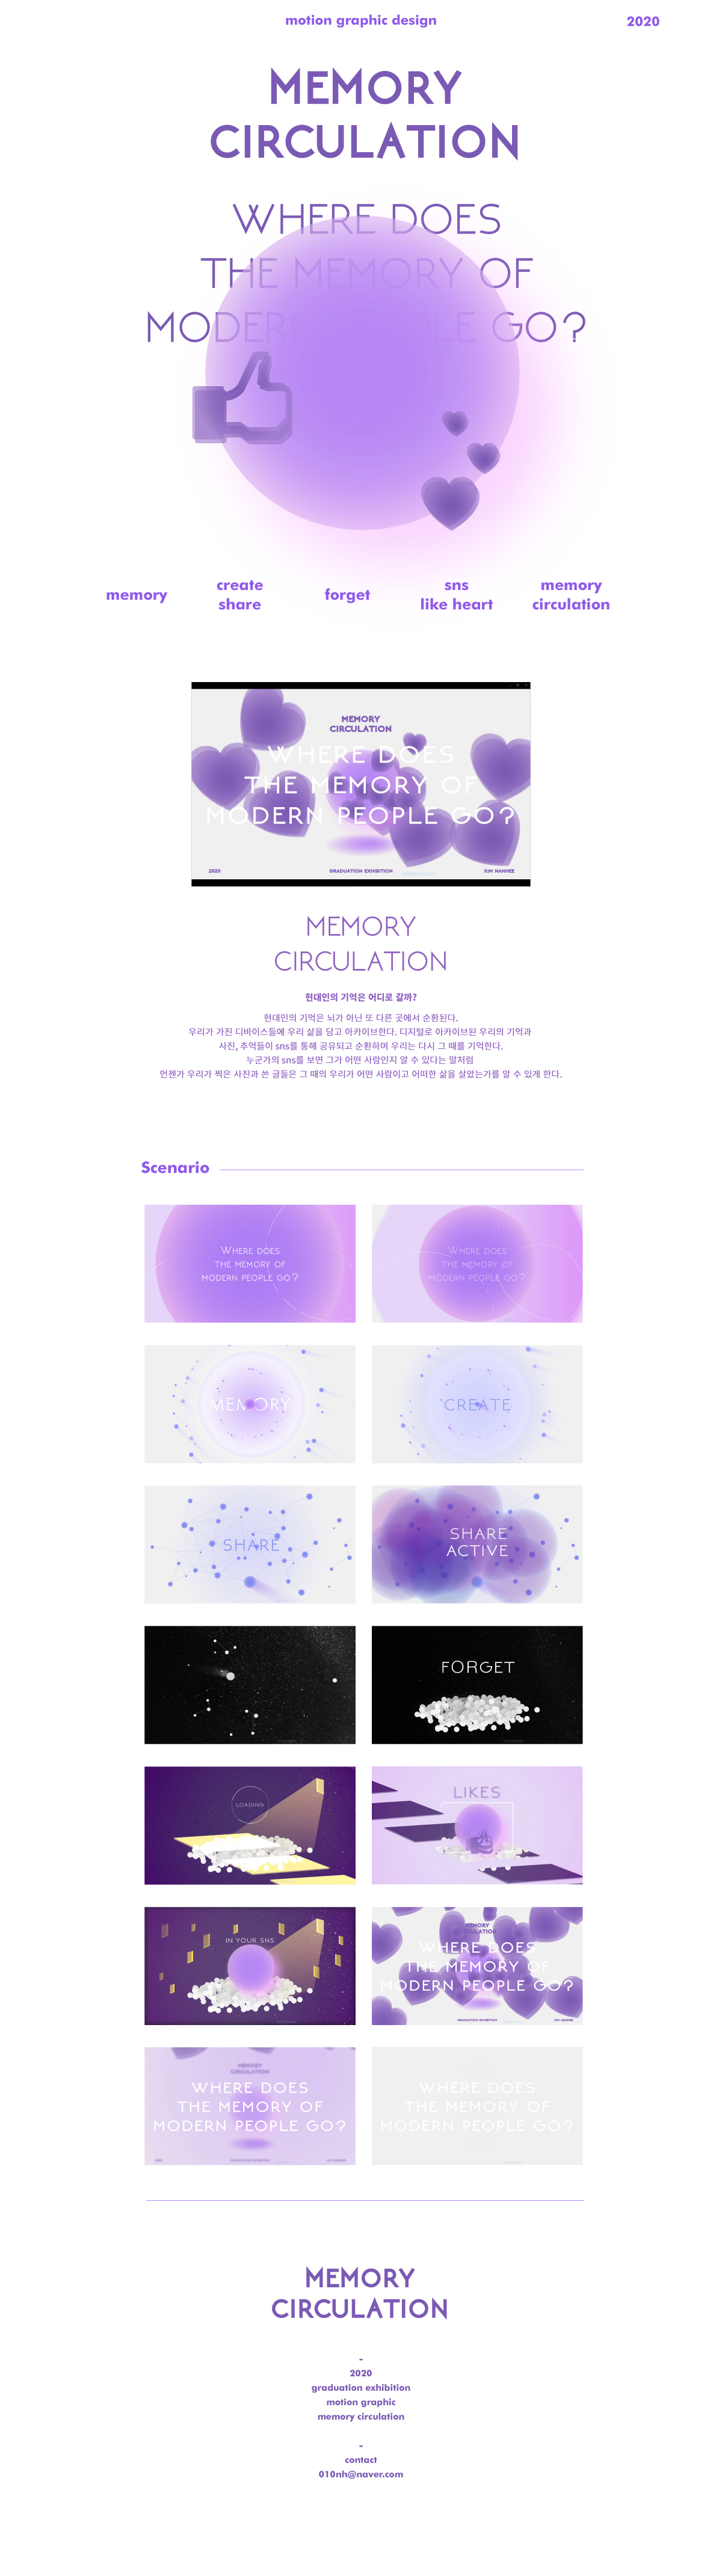 motion graphic design
2020
MEMORY
CIRCULATION
WHERE DOES
THE MEMORY OF
MODERN PEOPLE GO?
memory
create
share
forget
sns
like heart
memory
circulation
MEMORY
CIRCULATION
WHERE DOES
THE MEMORY OF
MODERN PEOPLE GO?
2020
GRADUATION EXIHIBITION
KIM NAMHEE
MEMORY
CIRCULATION
현대인의 기억은 어디로 갈까?
현대인의 기억은 뇌가 아닌 또 다른 곳에서 순환된다.
우리가 가진 디바이스들에 우리 삶을 담고 아카이브한다. 디지털로 아카이브된 우리의 기억과
사진, 추억들이 sns를 통해 공유되고 순환하며 우리는 다시 그 때를 기억한다.
누군가의 sns를 보면 그가 어떤 사람인지 알 수 있다는 말처럼
언젠가 우리가 찍은 사진과 쓴 글들은 그 때의 우리가 어떤 사람이고 어떠한 삶을 살았는가를 알 수 있게 한다.
Scenario
WHERE DOES
THE MEMORY OF
MODERN PEOPLE GO?
WHERE DOES
THE MEMORY OF
MODERN PEOPLE GO?
MEMORY
CREATE
SHARE
SHARE
ACTIVE
FORGET
LOADING
LIKES
IN YOUR SNS
MEMORY
CIRCULATION
WHERE DOES
THE MEMORY OF
MODERN PEOPLE GO?
GRADUATION EXIHIBITION
KIM NAMHEE
MEMORY
CIRCULATION
WHERE DOES
THE MEMORY OF
MODERN PEOPLE GO?
2020
GRADUATION EXIHIBITION
KIM NAMHEE
WHERE DOES
THE MEMORY OF
MODERN PEOPLE GO?
MEMORY
CIRCULATION
-
2020
graduation exhibition
motion graphic
memory circulation
-
contact
010nh@naver.com